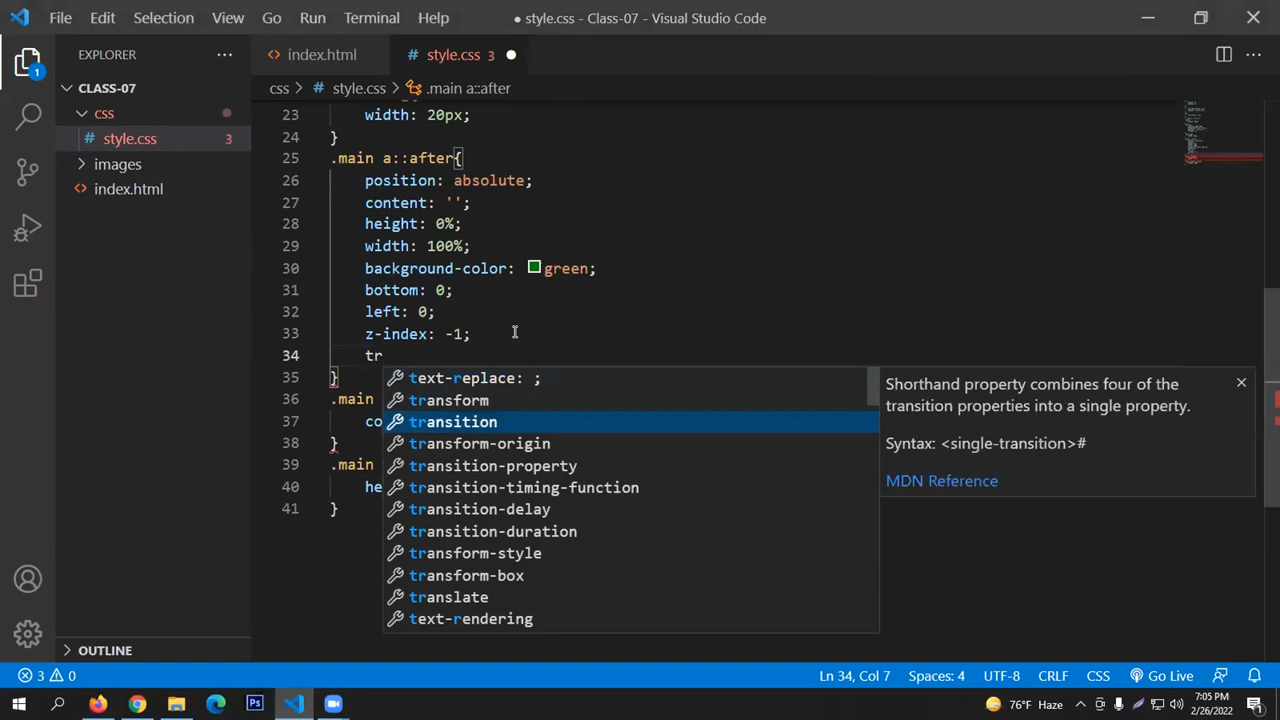 File Edit Selection View Go Run Terminal Help
● style.css - Class-07 - Visual Studio Code
EXPLORER ···
index.html
# style.css 3 ●
CLASS-07
css > # style.css > .main a::after
css
# style.css 3
images
index.html
23 width: 20px;
24 }
25 .main a::after{
26 position: absolute;
27 content: '';
28 height: 0%;
29 width: 100%;
30 background-color: green;
31 bottom: 0;
32 left: 0;
33 z-index: -1;
34 tr
35 }
36 .main
37 co
38 }
39 .main
40 he
41 }
text-replace: ;
transform
transition
transform-origin
transition-property
transition-timing-function
transition-delay
transition-duration
transform-style
transform-box
translate
text-rendering
Shorthand property combines four of the
transition properties into a single property.
Syntax: <single-transition>#
MDN Reference
1
OUTLINE
3 0 Ln 34, Col 7 Spaces: 4 UTF-8 CRLF CSS Go Live
Ps 76°F Haze 7:05 PM
2/26/2022